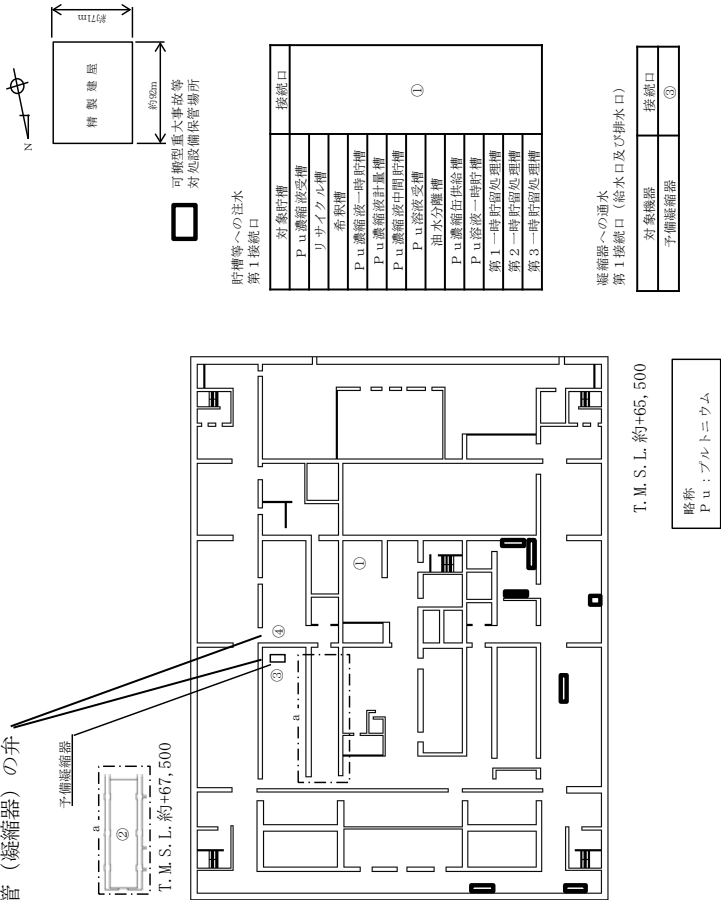 管（凝縮器）の弁
予備凝縮器
a
②
T.M.S.L.約+67,500
a
③
④
①
T.M.S.L.約+65,500
略称
Ｐｕ：プルトニウム
N
精製建屋
約71m
約92m
可搬型重大事故等
対処設備保管場所
貯槽等への注水
第１接続口
対象貯槽 接続口
Ｐｕ濃縮液受槽 ①
リサイクル槽
希釈槽
Ｐｕ濃縮液一時貯槽
Ｐｕ濃縮液計量槽
Ｐｕ濃縮液中間貯槽
Ｐｕ溶液受槽
油水分離槽
Ｐｕ濃縮缶供給槽
Ｐｕ溶液一時貯槽
第１一時貯留処理槽
第２一時貯留処理槽
第３一時貯留処理槽
凝縮器への通水
第１接続口（給水口及び排水口）
対象機器 接続口
予備凝縮器 ③